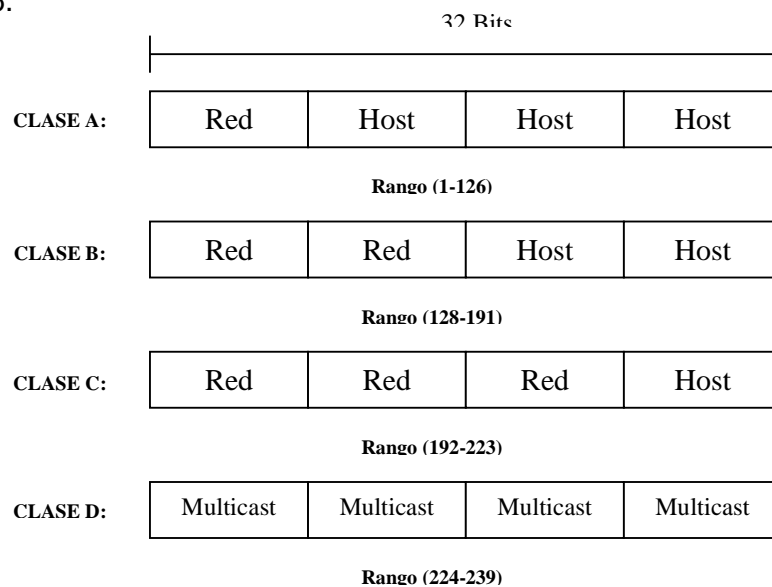 32 Bits
CLASE A: Red Host Host Host
Rango (1-126)
CLASE B: Red Red Host Host
Rango (128-191)
CLASE C: Red Red Red Host
Rango (192-223)
CLASE D: Multicast Multicast Multicast Multicast
Rango (224-239)